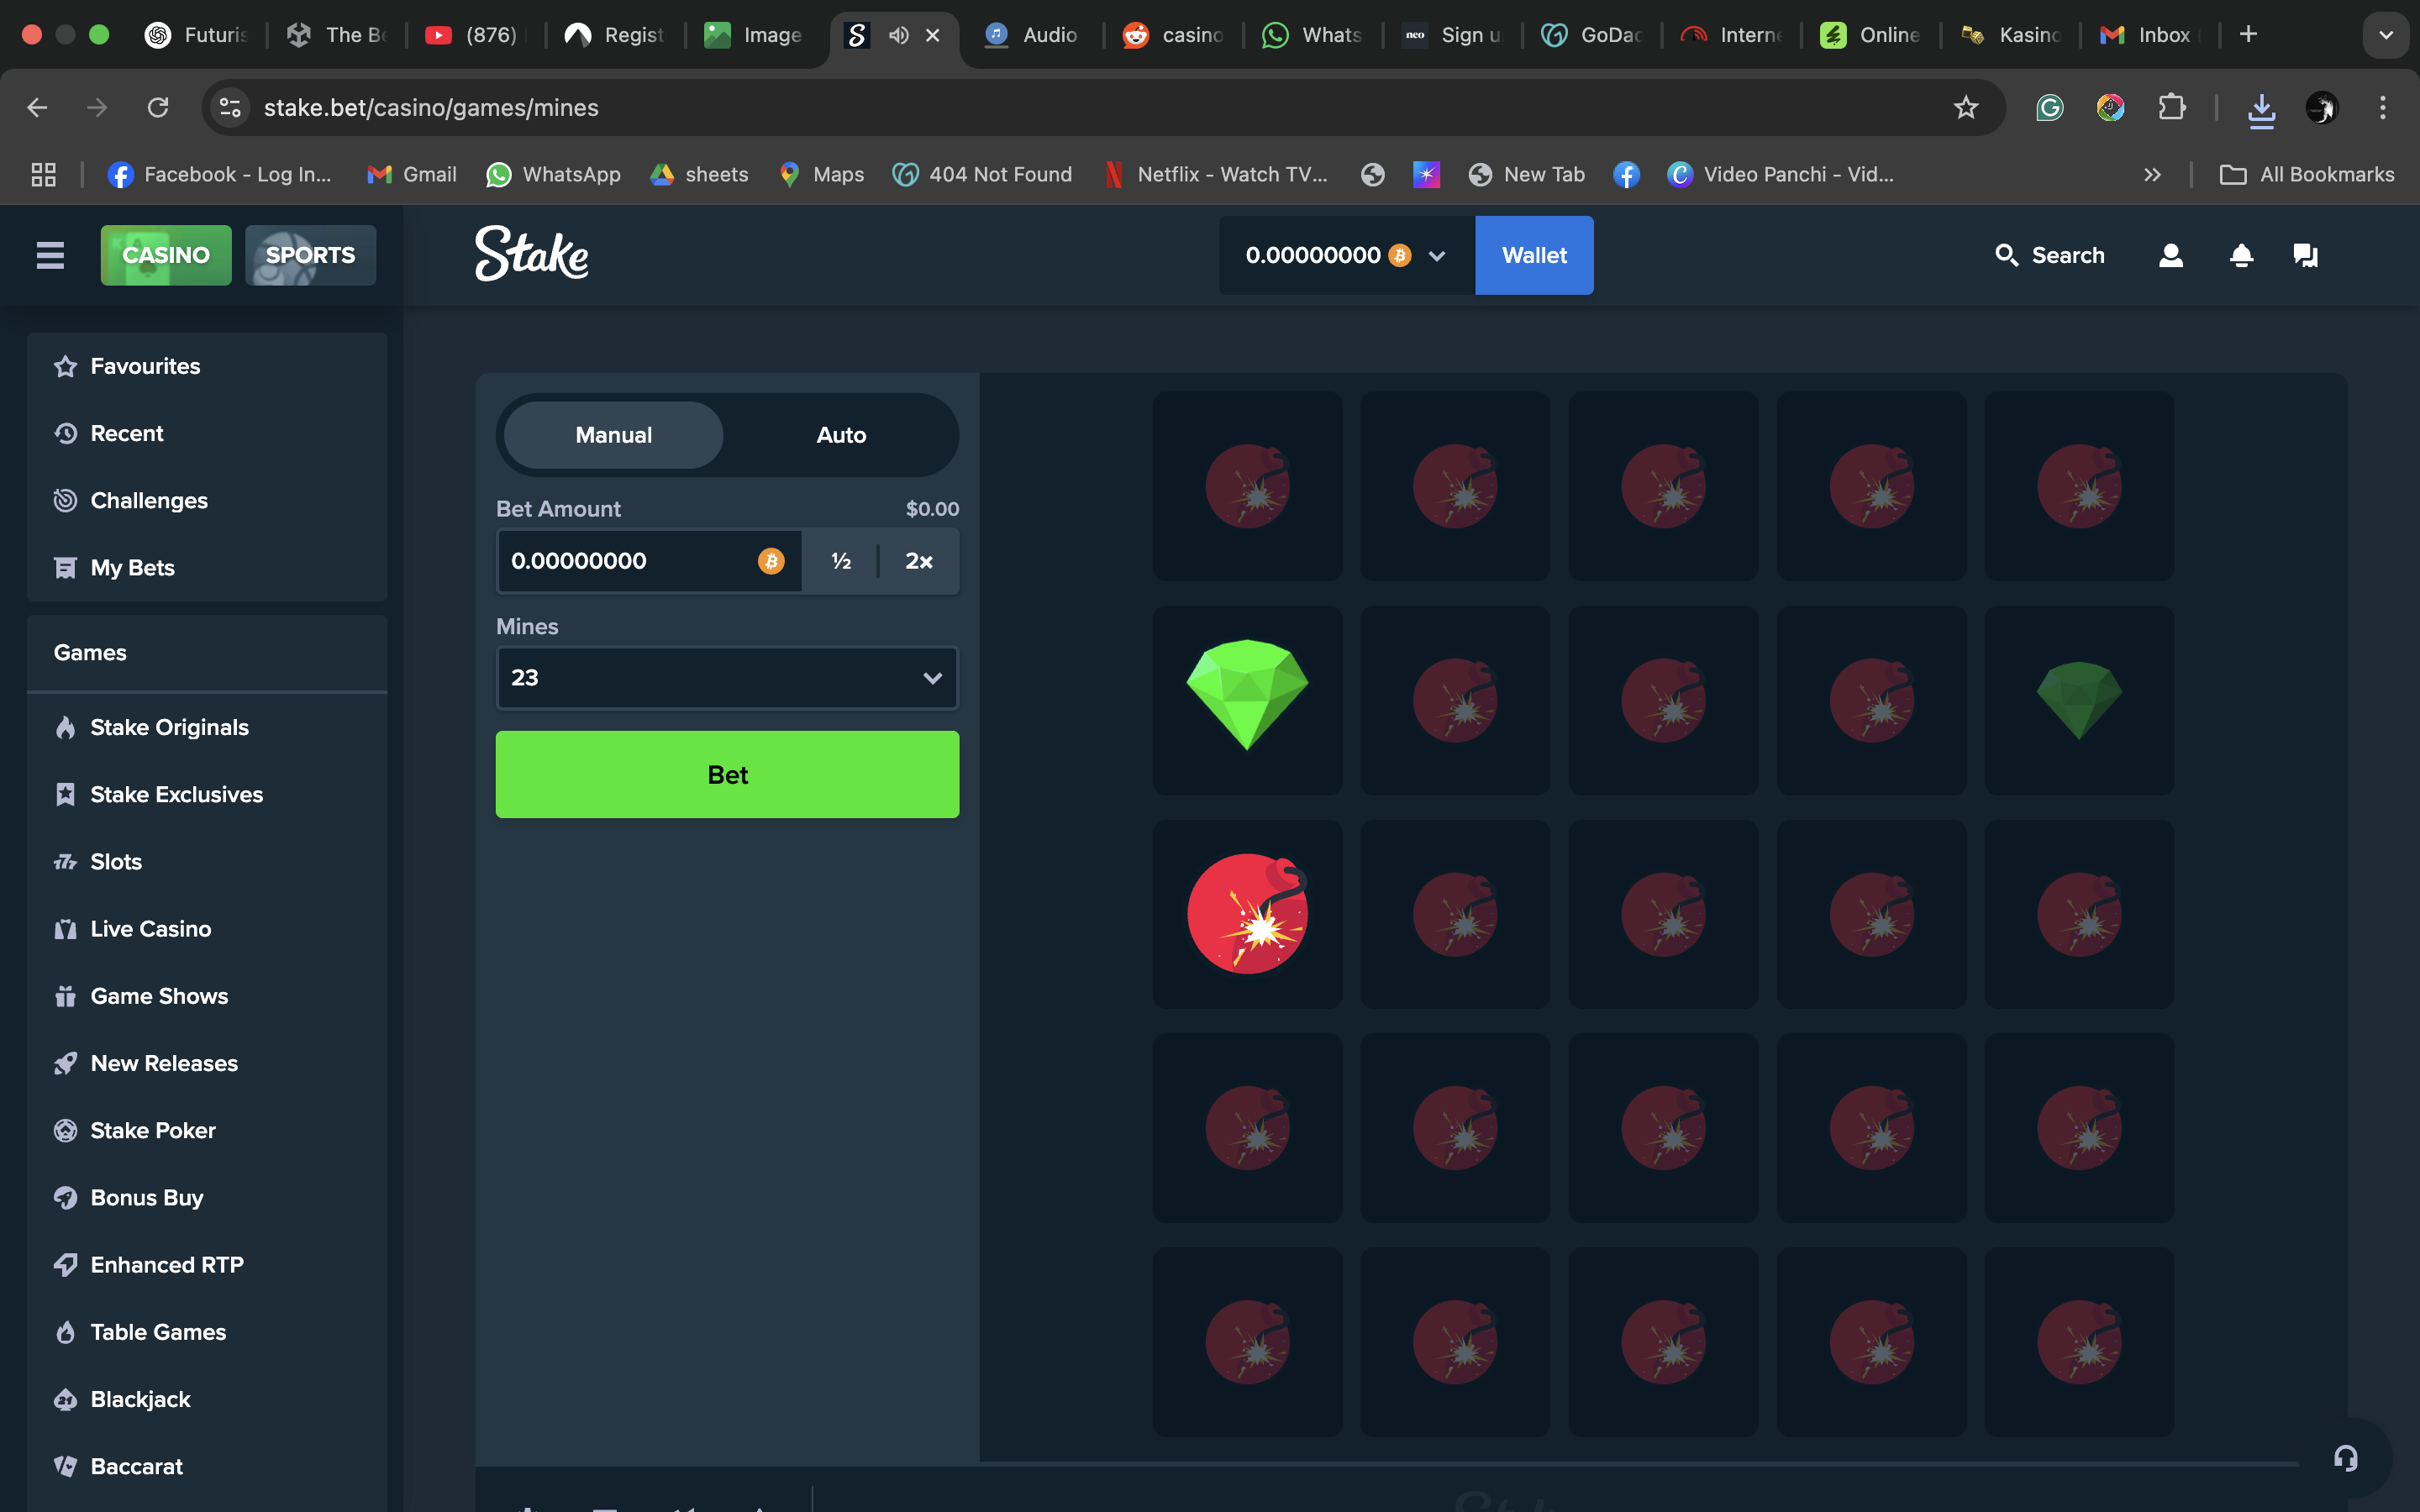 Futuris
The Be
(876)
Regist
Image
Audio
casino
Whats
neo Sign u
GoDad
Interne
Online
Kasino
Inbox
stake.bet/casino/games/mines
Facebook - Log In...
Gmail
WhatsApp
sheets
Maps
404 Not Found
Netflix - Watch TV...
New Tab
Video Panchi - Vid...
All Bookmarks
CASINO
SPORTS
Stake
0.00000000
Wallet
Search
Favourites
Recent
Challenges
My Bets
Games
Stake Originals
Stake Exclusives
Slots
Live Casino
Game Shows
New Releases
Stake Poker
Bonus Buy
Enhanced RTP
Table Games
Blackjack
Baccarat
Manual
Auto
Bet Amount
$0.00
0.00000000
½
2×
Mines
23
Bet